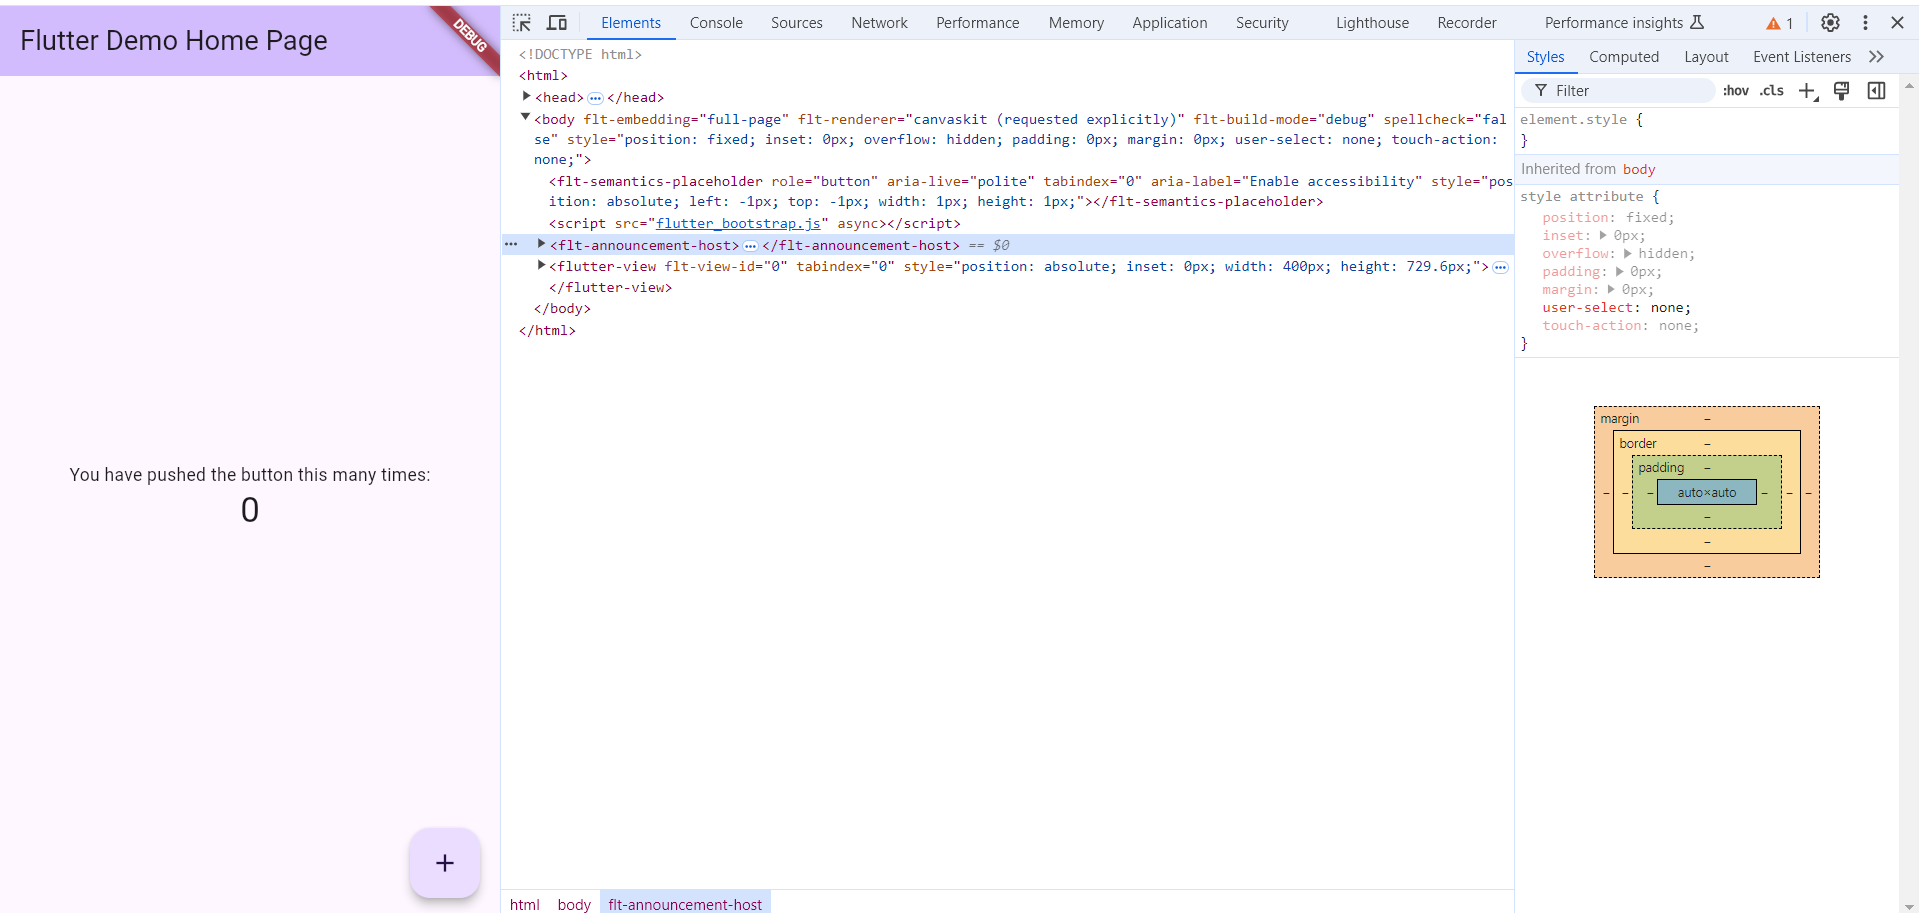 Flutter Demo Home Page
DEBUG
You have pushed the button this many times:
0
+
Elements Console Sources Network Performance Memory Application Security Lighthouse Recorder Performance insights 1
<!DOCTYPE html>
<html>
<head> ••• </head>
<body flt-embedding="full-page" flt-renderer="canvaskit (requested explicitly)" flt-build-mode="debug" spellcheck="fal
se" style="position: fixed; inset: 0px; overflow: hidden; padding: 0px; margin: 0px; user-select: none; touch-action:
none;">
<flt-semantics-placeholder role="button" aria-live="polite" tabindex="0" aria-label="Enable accessibility" style="pos
ition: absolute; left: -1px; top: -1px; width: 1px; height: 1px;"></flt-semantics-placeholder>
<script src="flutter_bootstrap.js" async></script>
••• <flt-announcement-host> ••• </flt-announcement-host> == $0
<flutter-view flt-view-id="0" tabindex="0" style="position: absolute; inset: 0px; width: 400px; height: 729.6px;"> •••
</flutter-view>
</body>
</html>
html body flt-announcement-host
Styles Computed Layout Event Listeners
Filter :hov .cls
element.style {
}
Inherited from body
style attribute {
position: fixed;
inset: 0px;
overflow: hidden;
padding: 0px;
margin: 0px;
user-select: none;
touch-action: none;
}
margin –
border –
padding –
– – – auto×auto – – –
–
–
–